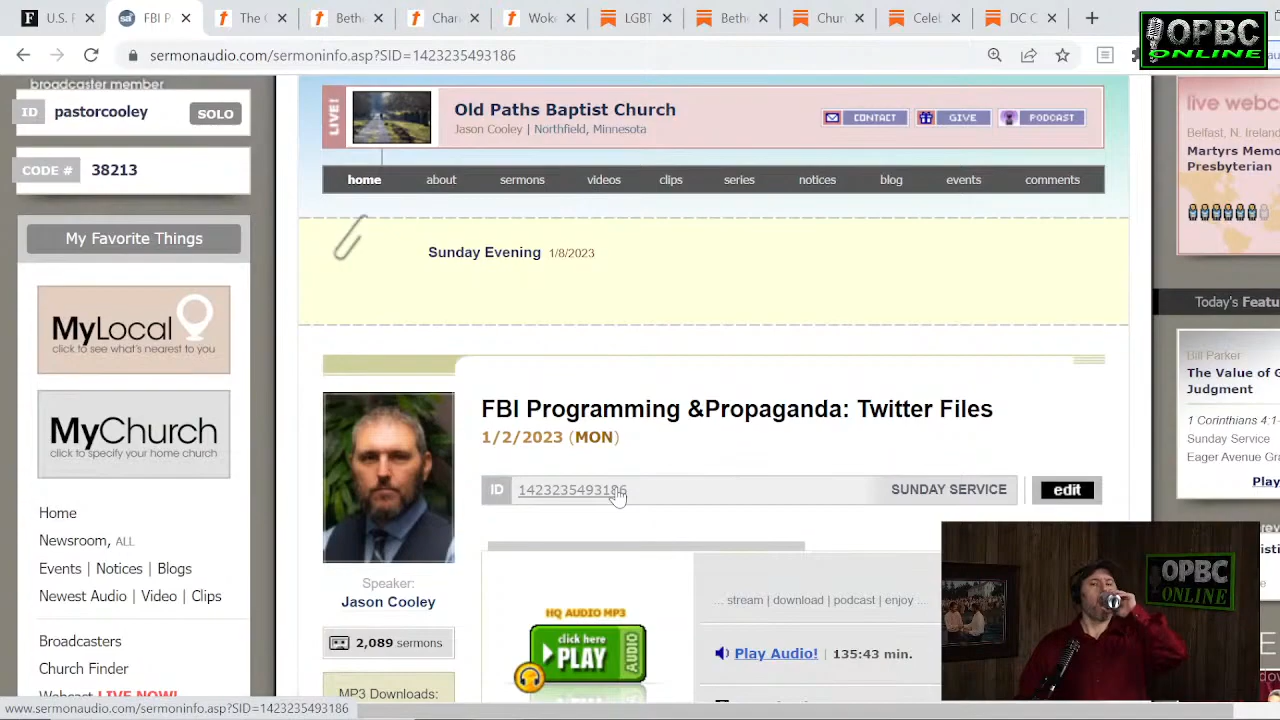 U.S. F
FBI P
The C
Beth
Chan
Woke
LGBT
Beth
Chur
Celeb
DC C
OPBC
ONLINE
sermonaudio.com/sermoninfo.asp?SID=1423235493186
broadcaster member
ID pastorcooley SOLO
CODE # 38213
My Favorite Things
MyLocal
click to see what's nearest to you
MyChurch
click to specify your home church
Home
Newsroom, ALL
Events | Notices | Blogs
Newest Audio | Video | Clips
Broadcasters
Church Finder
Webcast LIVE NOW!
www.sermonaudio.com/sermoninfo.asp?SID=1423235493186
LIVE!
Old Paths Baptist Church
Jason Cooley | Northfield, Minnesota
CONTACT GIVE PODCAST
home about sermons videos clips series notices blog events comments
Sunday Evening 1/8/2023
FBI Programming &Propaganda: Twitter Files
1/2/2023 (MON)
ID 1423235493186 SUNDAY SERVICE edit
Speaker:
Jason Cooley
2,089 sermons
MP3 Downloads:
HQ AUDIO MP3
click here
PLAY
AUDIO
... stream | download | podcast | enjoy ...
Play Audio! | 135:43 min.
live webc
Belfast, N. Ireland
Martyrs Memo
Presbyterian
Today's Featu
Bill Parker
The Value of G
Judgment
1 Corinthians 4:1-
Sunday Service
Eager Avenue Gra
Play
OPBC
ONLINE